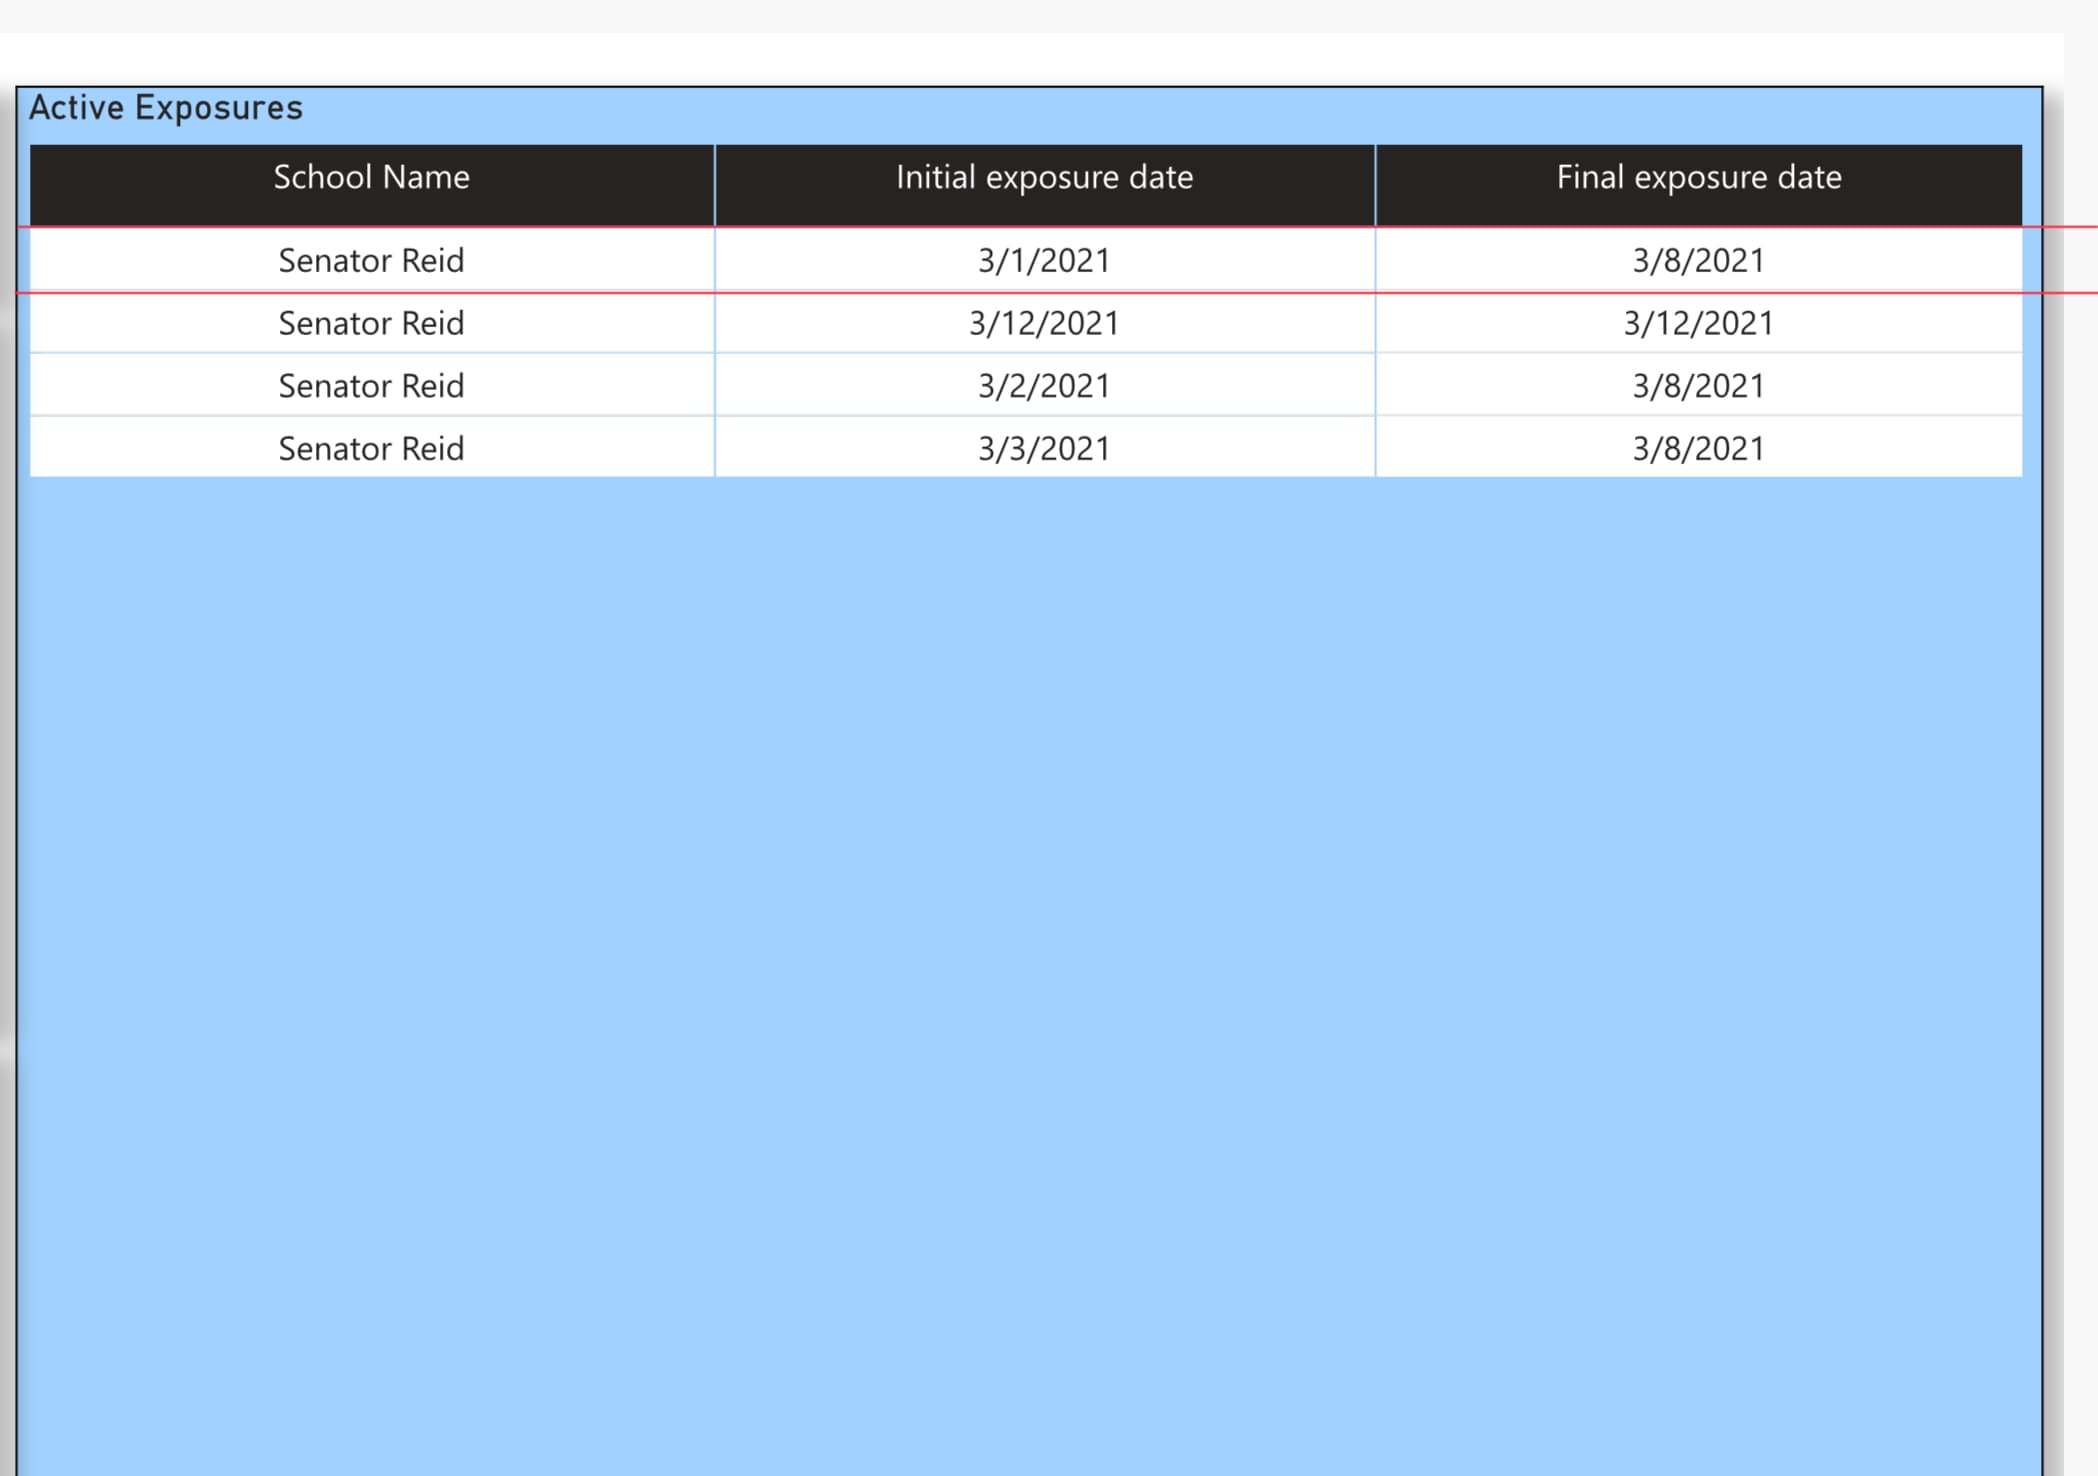 Active Exposures
School Name Initial exposure date Final exposure date
Senator Reid 3/1/2021 3/8/2021
Senator Reid 3/12/2021 3/12/2021
Senator Reid 3/2/2021 3/8/2021
Senator Reid 3/3/2021 3/8/2021